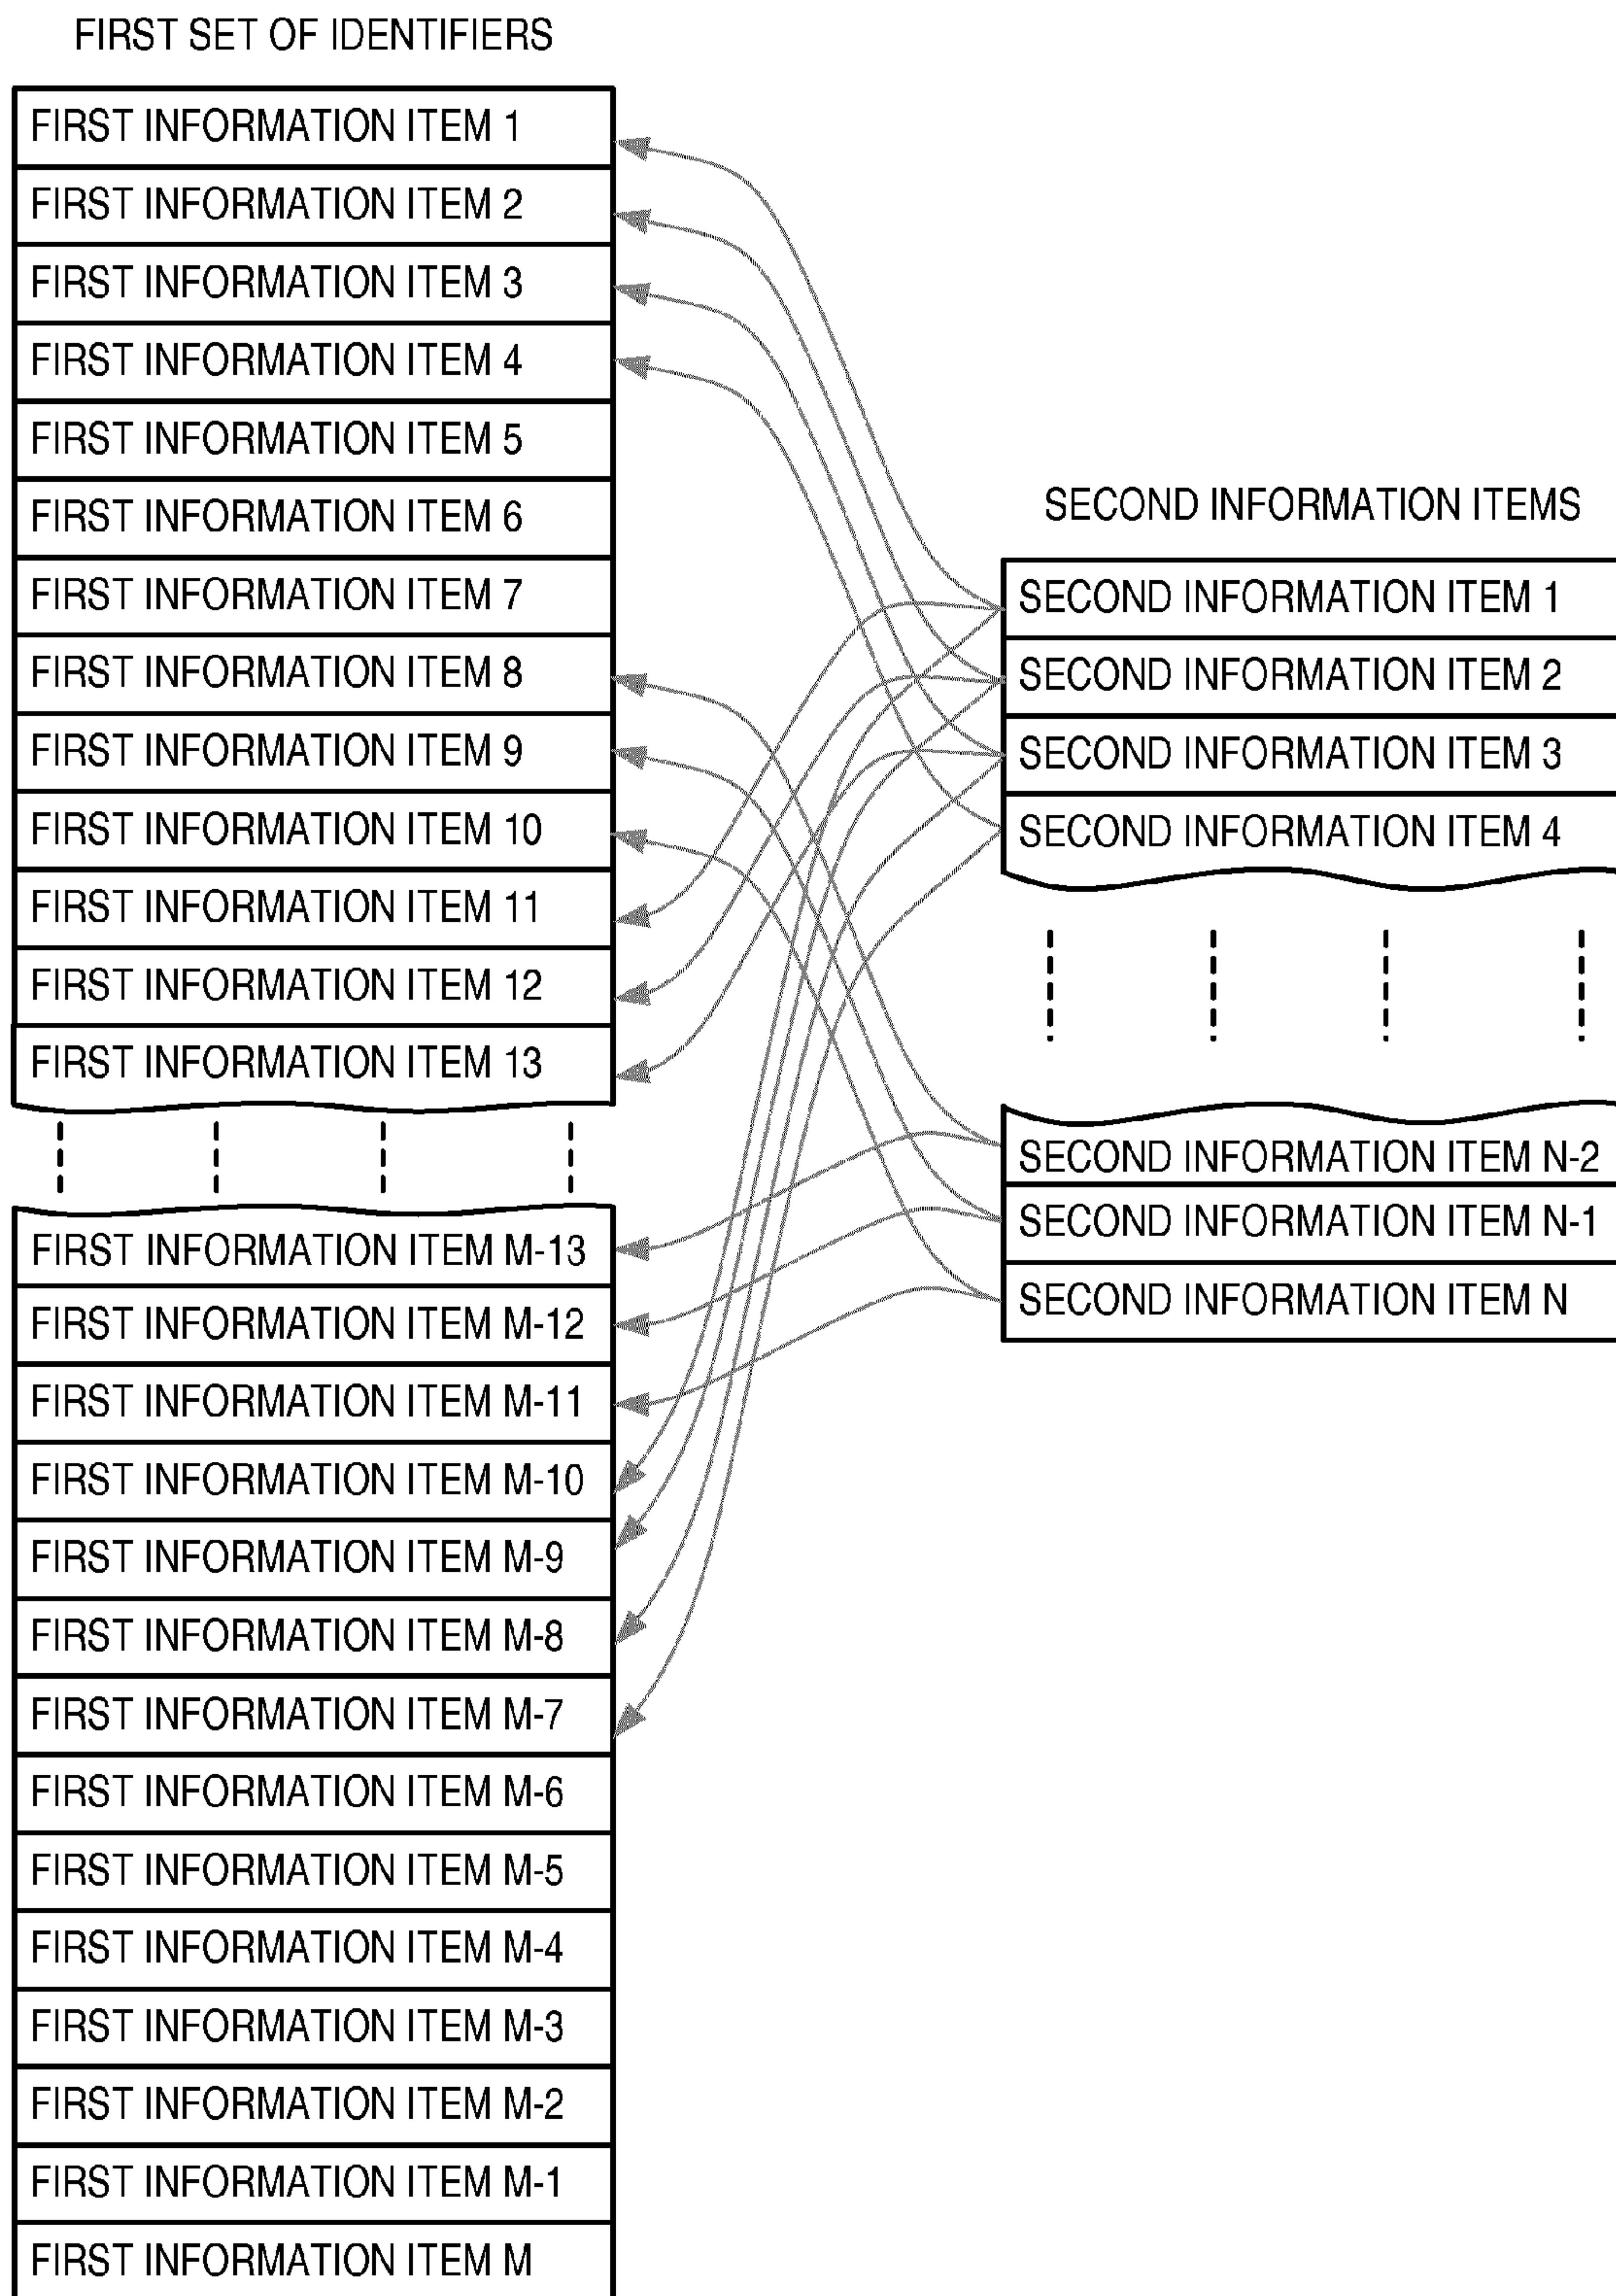 FIRST SET OF IDENTIFIERS
FIRST INFORMATION ITEM 1
FIRST INFORMATION ITEM 2
FIRST INFORMATION ITEM 3
FIRST INFORMATION ITEM 4
FIRST INFORMATION ITEM 5
FIRST INFORMATION ITEM 6
FIRST INFORMATION ITEM 7
FIRST INFORMATION ITEM 8
FIRST INFORMATION ITEM 9
FIRST INFORMATION ITEM 10
FIRST INFORMATION ITEM 11
FIRST INFORMATION ITEM 12
FIRST INFORMATION ITEM 13
FIRST INFORMATION ITEM M-13
FIRST INFORMATION ITEM M-12
FIRST INFORMATION ITEM M-11
FIRST INFORMATION ITEM M-10
FIRST INFORMATION ITEM M-9
FIRST INFORMATION ITEM M-8
FIRST INFORMATION ITEM M-7
FIRST INFORMATION ITEM M-6
FIRST INFORMATION ITEM M-5
FIRST INFORMATION ITEM M-4
FIRST INFORMATION ITEM M-3
FIRST INFORMATION ITEM M-2
FIRST INFORMATION ITEM M-1
FIRST INFORMATION ITEM M
SECOND INFORMATION ITEMS
SECOND INFORMATION ITEM 1
SECOND INFORMATION ITEM 2
SECOND INFORMATION ITEM 3
SECOND INFORMATION ITEM 4
SECOND INFORMATION ITEM N-2
SECOND INFORMATION ITEM N-1
SECOND INFORMATION ITEM N